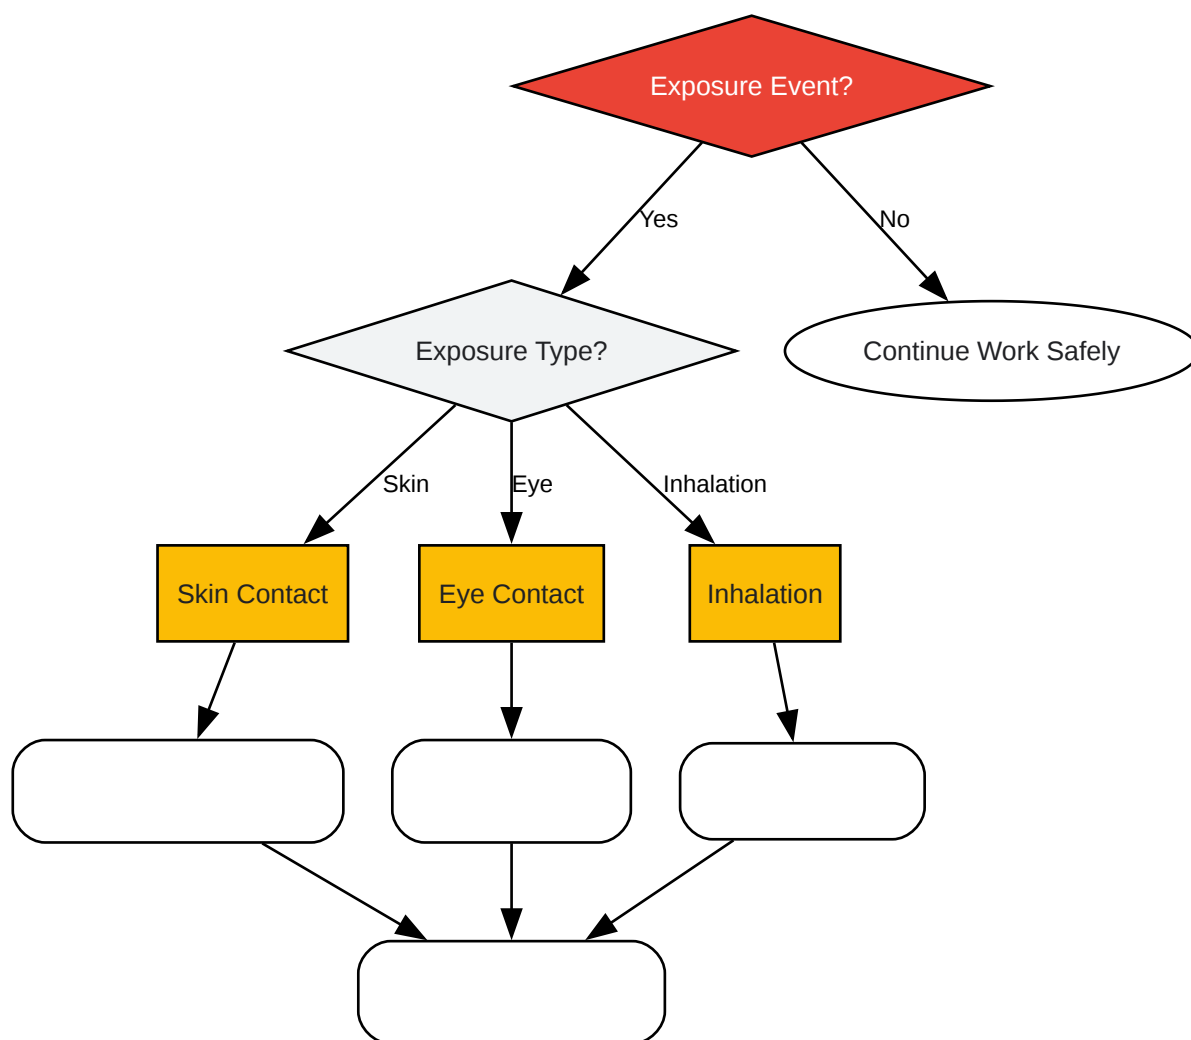 Exposure Event?
Yes
No
Exposure Type?
Continue Work Safely
Skin
Eye
Inhalation
Skin Contact
Eye Contact
Inhalation